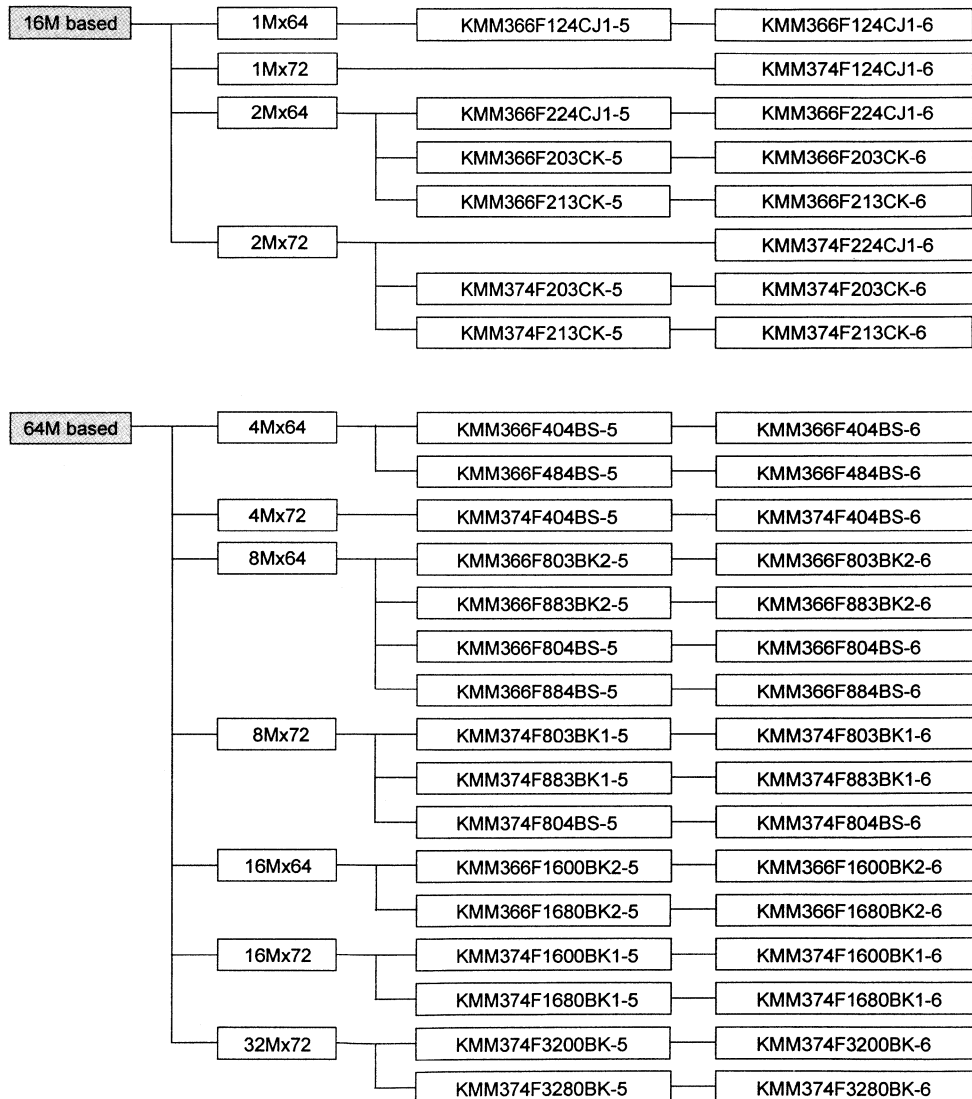 16M based 1Mx64 KMM366F124CJ1-5 KMM366F124CJ1-6
1Mx72 KMM374F124CJ1-6
2Mx64 KMM366F224CJ1-5 KMM366F224CJ1-6
KMM366F203CK-5 KMM366F203CK-6
KMM366F213CK-5 KMM366F213CK-6
2Mx72 KMM374F224CJ1-6
KMM374F203CK-5 KMM374F203CK-6
KMM374F213CK-5 KMM374F213CK-6
64M based 4Mx64 KMM366F404BS-5 KMM366F404BS-6
KMM366F484BS-5 KMM366F484BS-6
4Mx72 KMM374F404BS-5 KMM374F404BS-6
8Mx64 KMM366F803BK2-5 KMM366F803BK2-6
KMM366F883BK2-5 KMM366F883BK2-6
KMM366F804BS-5 KMM366F804BS-6
KMM366F884BS-5 KMM366F884BS-6
8Mx72 KMM374F803BK1-5 KMM374F803BK1-6
KMM374F883BK1-5 KMM374F883BK1-6
KMM374F804BS-5 KMM374F804BS-6
16Mx64 KMM366F1600BK2-5 KMM366F1600BK2-6
KMM366F1680BK2-5 KMM366F1680BK2-6
16Mx72 KMM374F1600BK1-5 KMM374F1600BK1-6
KMM374F1680BK1-5 KMM374F1680BK1-6
32Mx72 KMM374F3200BK-5 KMM374F3200BK-6
KMM374F3280BK-5 KMM374F3280BK-6